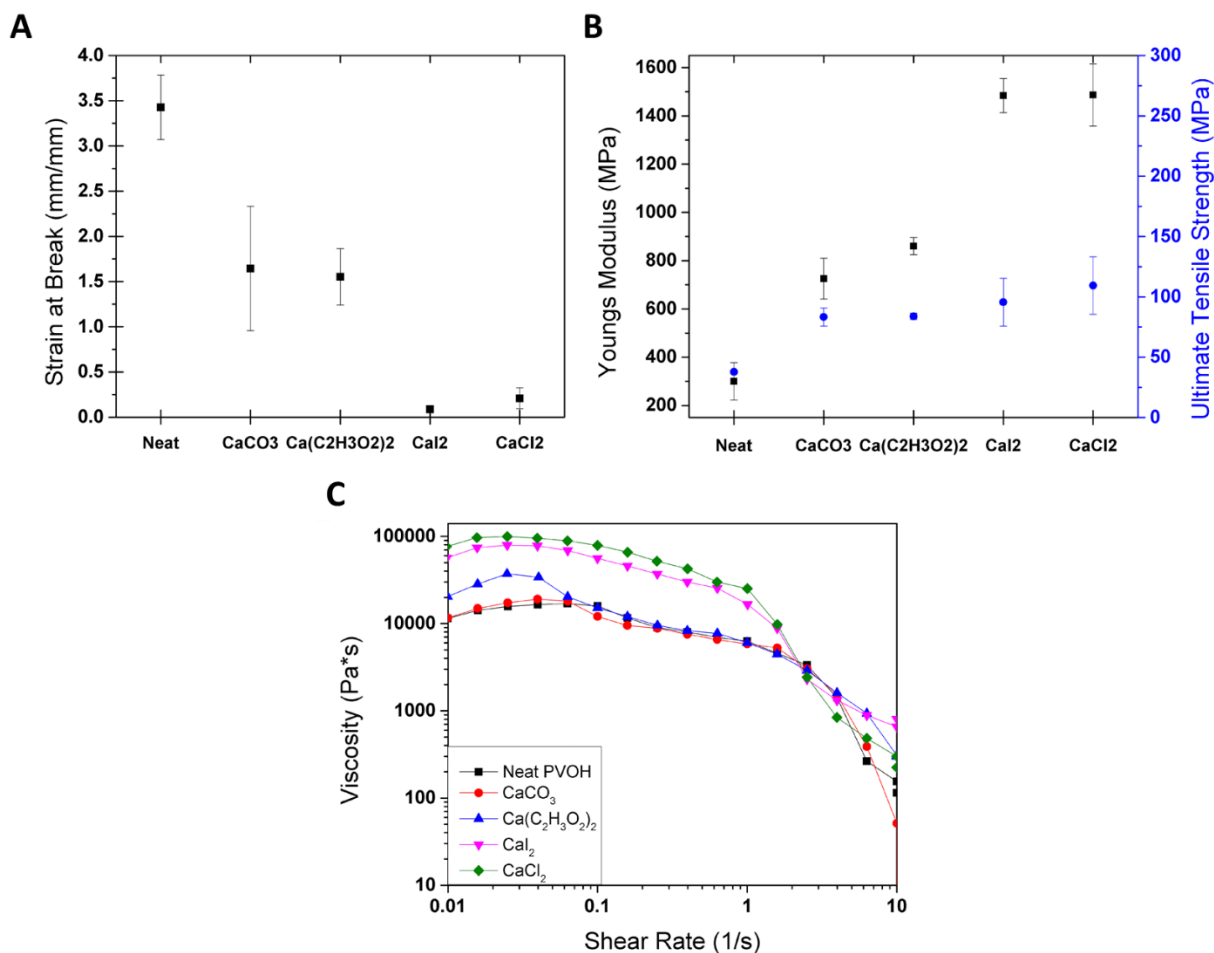 A
B
4.0
3.5
3.0
2.5
2.0
1.5
1.0
0.5
0.0
Strain at Break (mm/mm)
Neat CaCO3 Ca(C2H3O2)2 CaI2 CaCl2
1600
1400
1200
1000
800
600
400
200
Youngs Modulus (MPa)
300
250
200
150
100
50
0
Ultimate Tensile Strength (MPa)
Neat CaCO3 Ca(C2H3O2)2 CaI2 CaCl2
C
100000
10000
1000
100
10
Viscosity (Pa*s)
Neat PVOH
CaCO₃
Ca(C₂H₃O₂)₂
CaI₂
CaCl₂
0.01 0.1 1 10
Shear Rate (1/s)